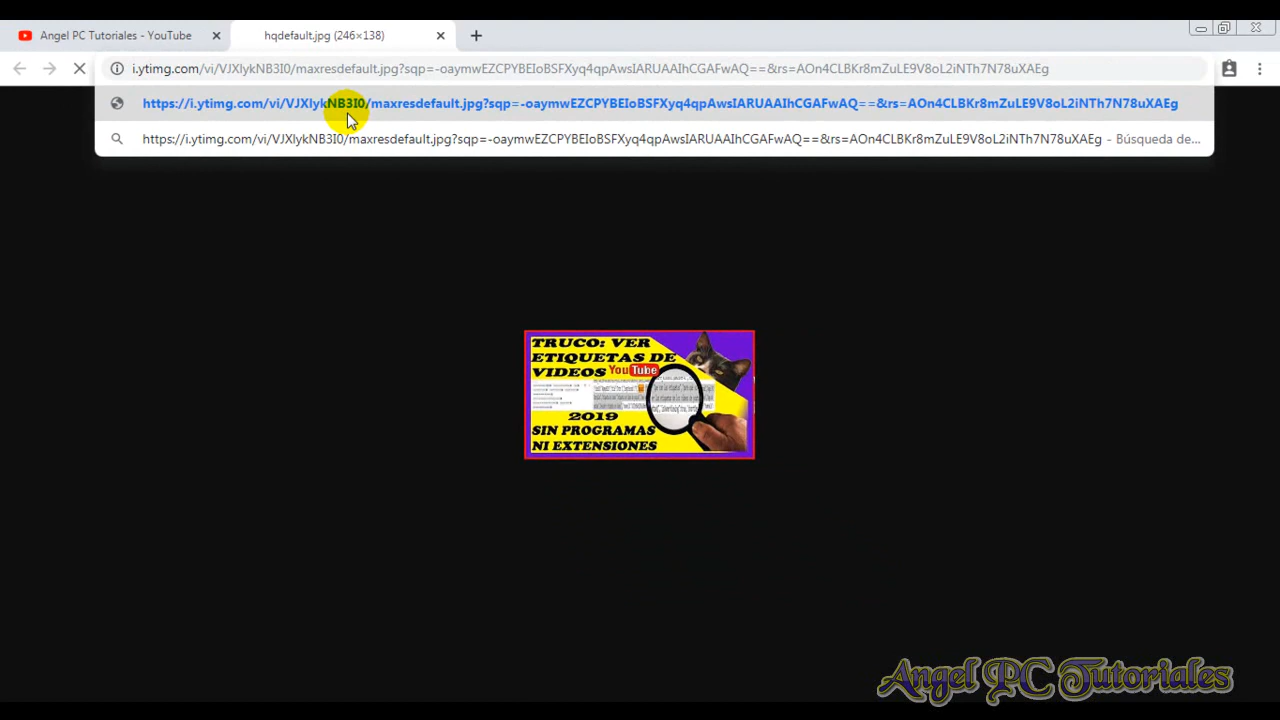 Angel PC Tutoriales - YouTube
hqdefault.jpg (246×138)
i.ytimg.com/vi/VJXlykNB3I0/maxresdefault.jpg?sqp=-oaymwEZCPYBEIoBSFXyq4qpAwsIARUAAIhCGAFwAQ==&rs=AOn4CLBKr8mZuLE9V8oL2iNTh7N78uXAEg
https://i.ytimg.com/vi/VJXlykNB3I0/maxresdefault.jpg?sqp=-oaymwEZCPYBEIoBSFXyq4qpAwsIARUAAIhCGAFwAQ==&rs=AOn4CLBKr8mZuLE9V8oL2iNTh7N78uXAEg
https://i.ytimg.com/vi/VJXlykNB3I0/maxresdefault.jpg?sqp=-oaymwEZCPYBEIoBSFXyq4qpAwsIARUAAIhCGAFwAQ==&rs=AOn4CLBKr8mZuLE9V8oL2iNTh7N78uXAEg - Búsqueda de...
TRUCO: VER
ETIQUETAS DE
VIDEOS YouTube
2019
SIN PROGRAMAS
NI EXTENSIONES
Angel PC Tutoriales